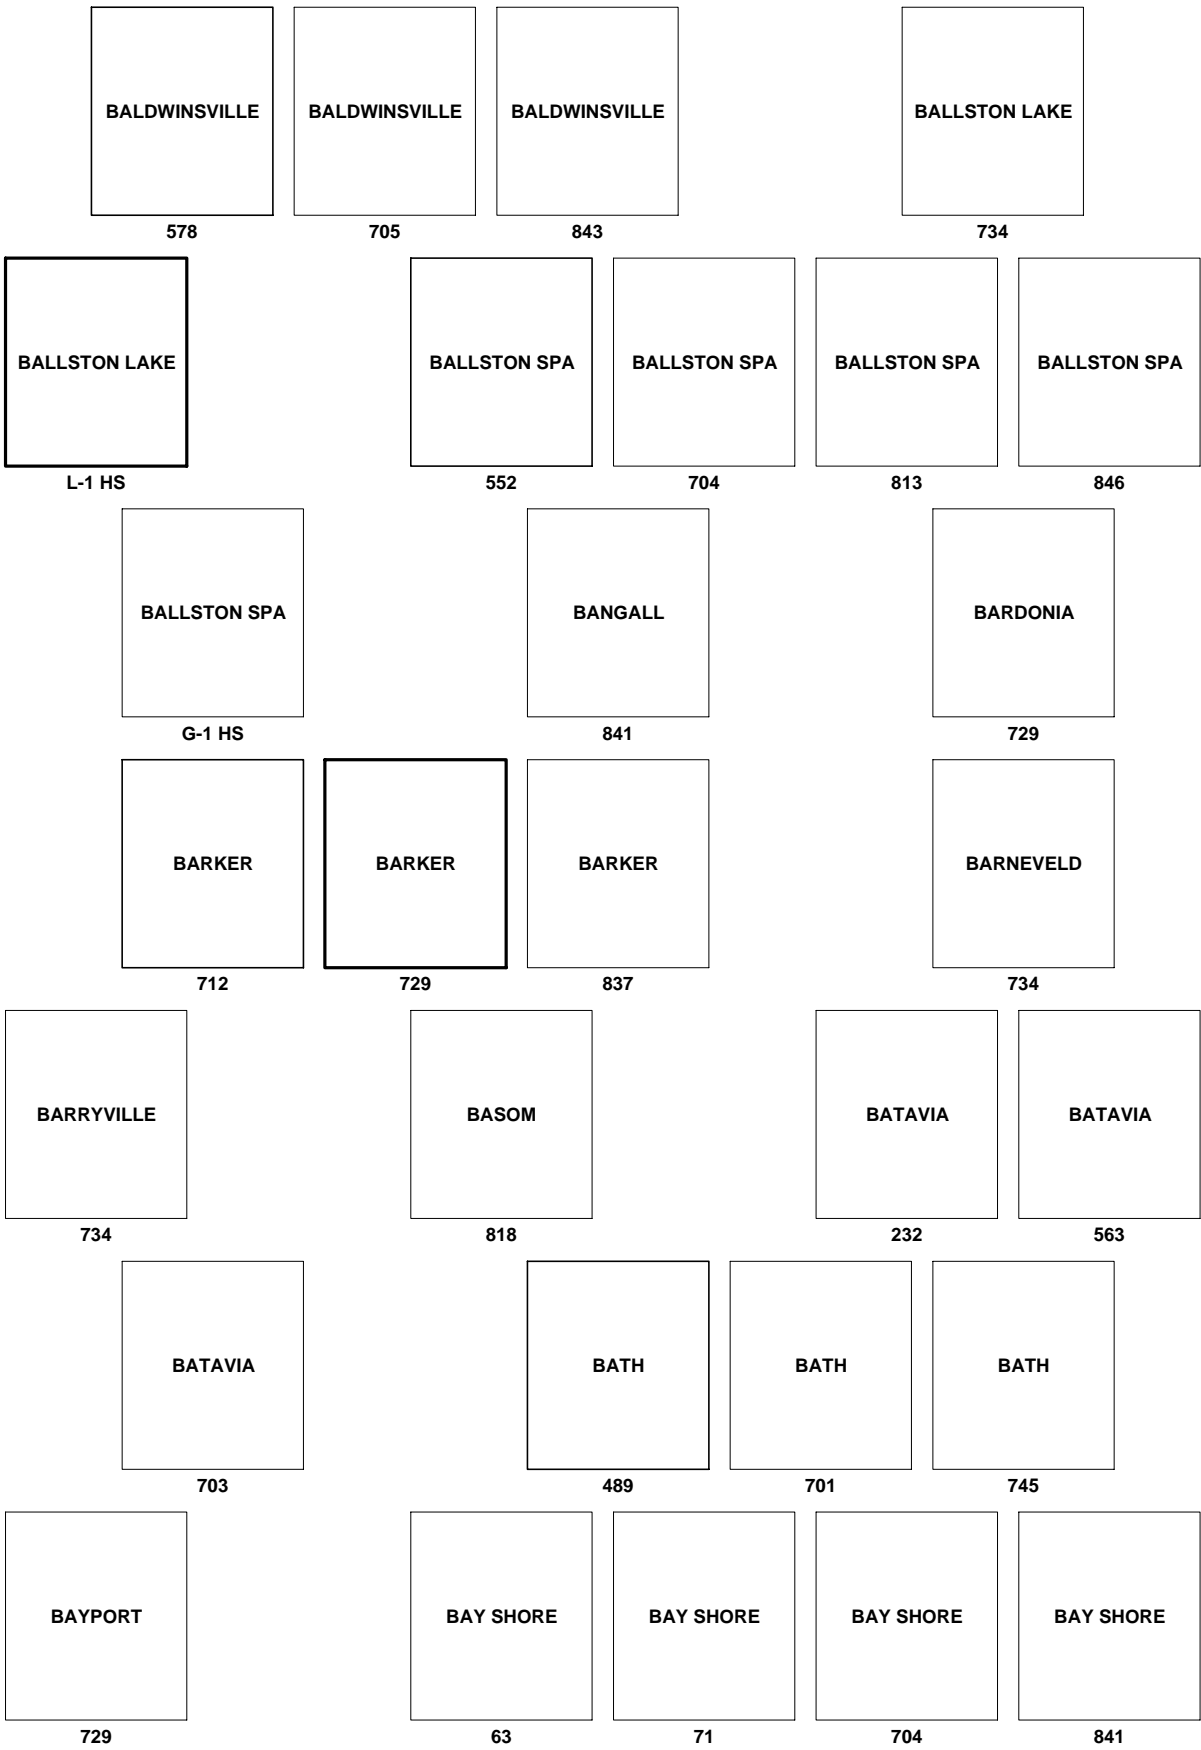 BALDWINSVILLE BALDWINSVILLE BALDWINSVILLE BALLSTON LAKE
578 705 843 734
BALLSTON LAKE BALLSTON SPA BALLSTON SPA BALLSTON SPA BALLSTON SPA
L-1 HS 552 704 813 846
BALLSTON SPA BANGALL BARDONIA
G-1 HS 841 729
BARKER BARKER BARKER BARNEVELD
712 729 837 734
BARRYVILLE BASOM BATAVIA BATAVIA
734 818 232 563
BATAVIA BATH BATH BATH
703 489 701 745
BAYPORT BAY SHORE BAY SHORE BAY SHORE BAY SHORE
729 63 71 704 841